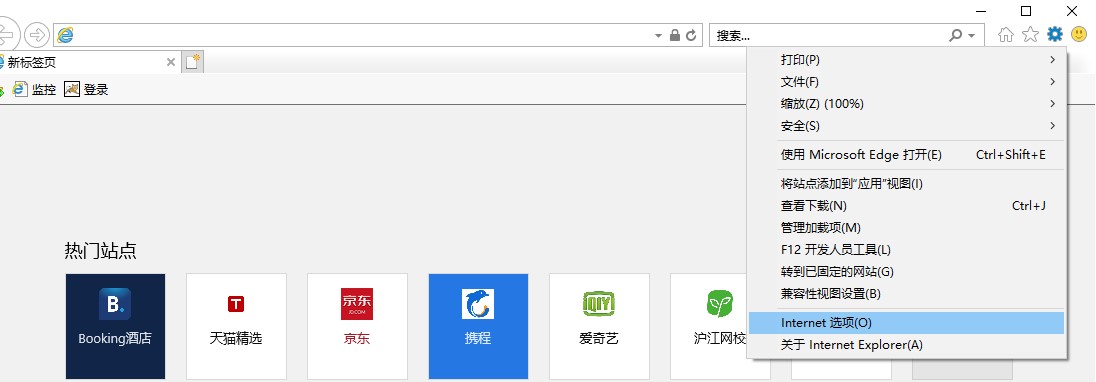 搜索...
新标签页
监控 登录
打印(P)
文件(F)
缩放(Z) (100%)
安全(S)
使用 Microsoft Edge 打开(E) Ctrl+Shift+E
将站点添加到“应用”视图(I)
查看下载(N) Ctrl+J
管理加载项(M)
F12 开发人员工具(L)
转到已固定的网站(G)
兼容性视图设置(B)
Internet 选项(O)
关于 Internet Explorer(A)
热门站点
B.
Booking酒店
T
天猫精选
京东
JD.COM
京东
携程
iQIY
爱奇艺
沪江网校